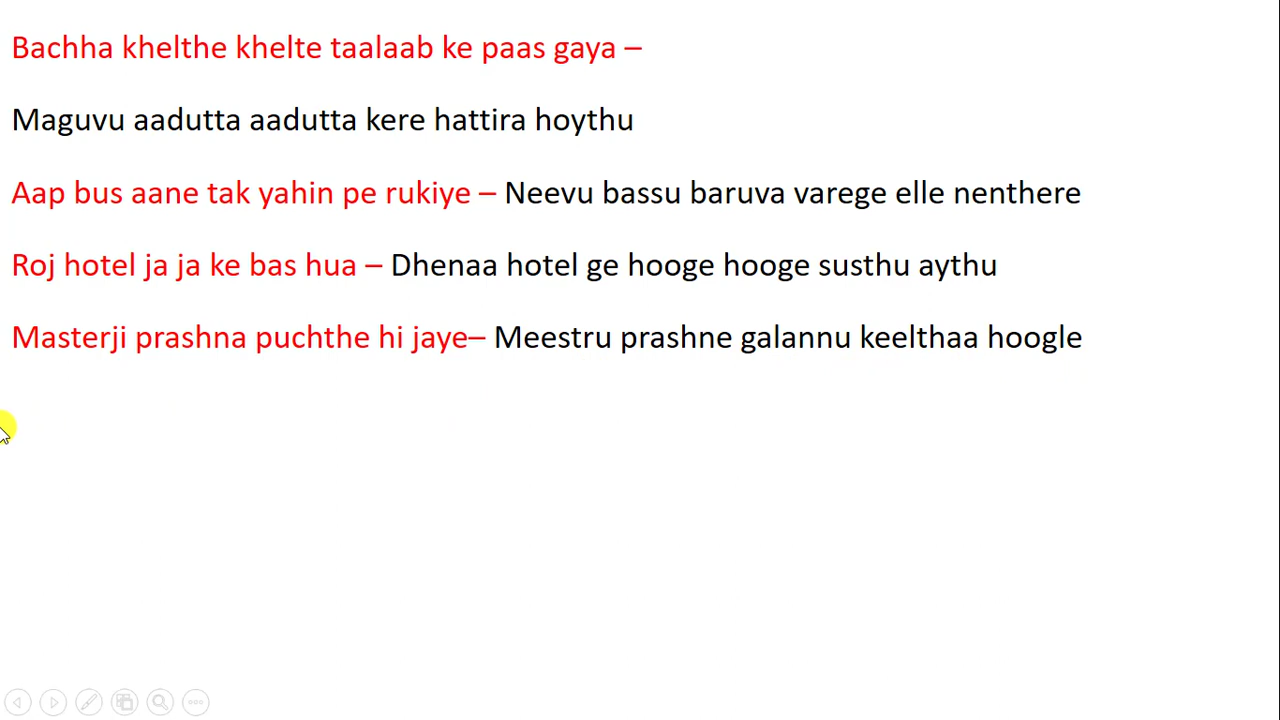 Bachha khelthe khelte taalaab ke paas gaya –
Maguvu aadutta aadutta kere hattira hoythu
Aap bus aane tak yahin pe rukiye – Neevu bassu baruva varege elle nenthere
Roj hotel ja ja ke bas hua – Dhenaa hotel ge hooge hooge susthu aythu
Masterji prashna puchthe hi jaye– Meestru prashne galannu keelthaa hoogle